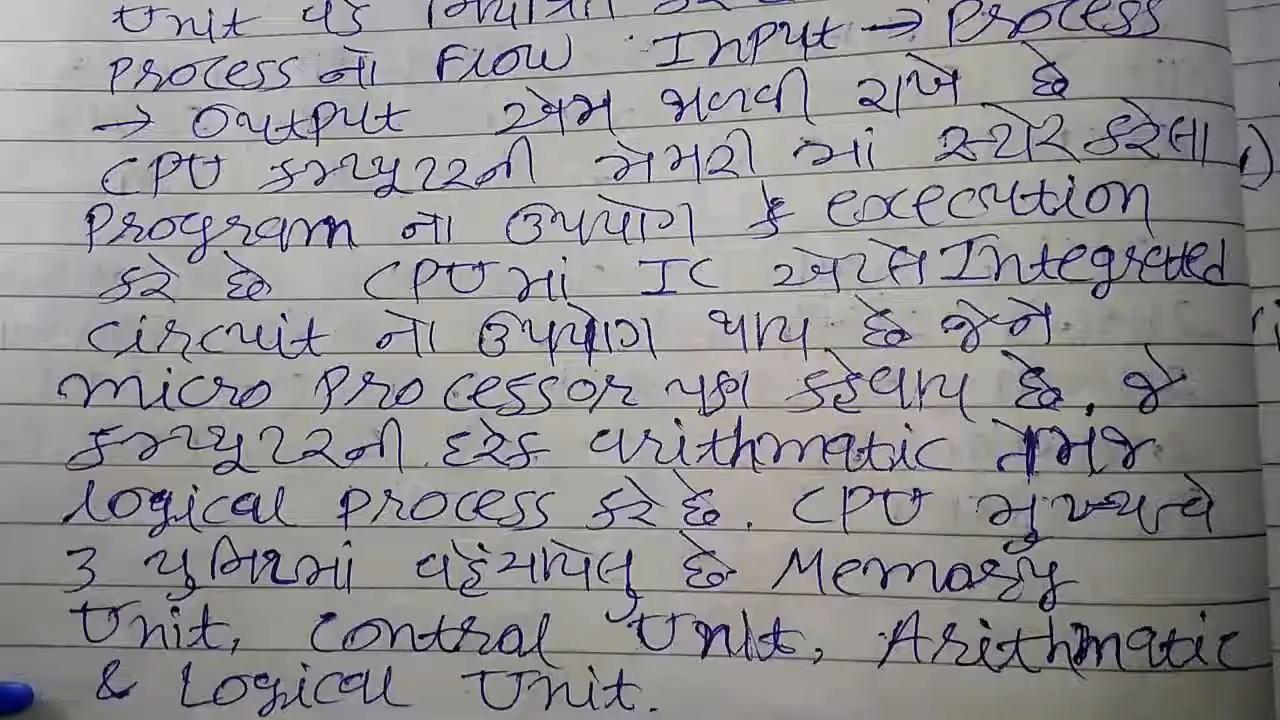 Unit પર
Process નો Flow Input → Process
→ Output એમ જાળવી રાખે છે
CPU કમ્પ્યુટરની મેમરી માં સ્ટોર કરેલા
Program ના ઉપયોગ કે execution
કરે છે CPU માં IC એટલે Integrated
Circuit નો ઉપયોગ થાય છે જેને
Micro Processor પણ કહેવાય છે. જે
કમ્પ્યુટરની દરેક arithmatic તેમજ
logical process કરે છે. CPU મુખ્યત્વે
3 યુનિટમાં વહેંચાયેલુ છે Memory
Unit, Control Unit, Arithmatic
& Logical Unit.